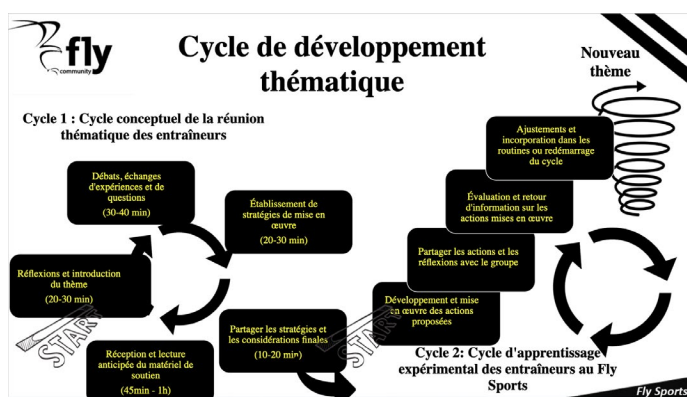 fly
community
Cycle de développement
thématique
Nouveau
thème
Cycle 1 : Cycle conceptuel de la réunion
thématique des entraîneurs
Débats, échanges
d'expériences et de
questions
(30-40 min)
Établissement de
stratégies de mise en
œuvre
(20-30 min)
Réflexions et introduction
du thème
(20-30 min)
START
Réception et lecture
anticipée du matériel de
soutien
(45min - 1h)
Partager les stratégies et
les considérations finales
(10-20 min)
START
Ajustements et
incorporation dans les
routines ou redémarrage
du cycle
Évaluation et retour
d'information sur les
actions mises en œuvre
Partager les actions et les
réflexions avec le groupe
Développement et mise
en œuvre des actions
proposées
Cycle 2: Cycle d'apprentissage
expérimental des entraîneurs au Fly
Sports
Fly Sports